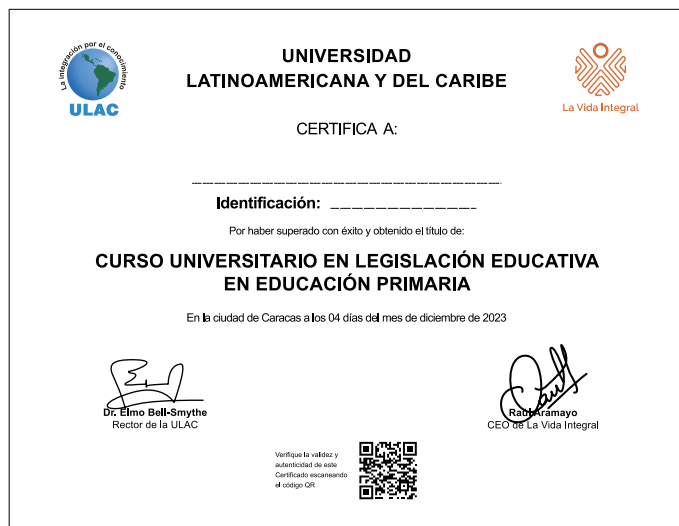 La integración por el conocimiento
ULAC
UNIVERSIDAD
LATINOAMERICANA Y DEL CARIBE
La Vida Integral
CERTIFICA A:
Identificación:
Por haber superado con éxito y obtenido el título de:
CURSO UNIVERSITARIO EN LEGISLACIÓN EDUCATIVA
EN EDUCACIÓN PRIMARIA
En la ciudad de Caracas a los 04 días del mes de diciembre de 2023
Dr. Elmo Bell-Smythe
Rector de la ULAC
Raúl Aramayo
CEO de La Vida Integral
Verifique la validez y
autenticidad de este
Certificado escaneando
el código QR